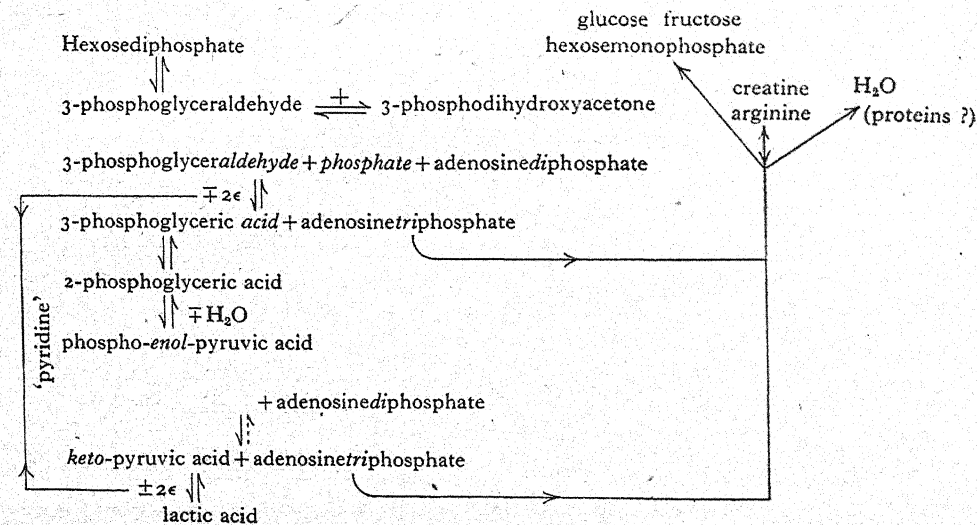 glucose fructose
hexosemonophosphate
Hexosediphosphate
3-phosphoglyceraldehyde + 3-phosphodihydroxyacetone
creatine
arginine
H₂O
(proteins ?)
3-phosphoglyceraldehyde + phosphate + adenosinediphosphate
∓ 2ϵ
3-phosphoglyceric acid + adenosinetriphosphate
2-phosphoglyceric acid
∓ H₂O
phospho-enol-pyruvic acid
'pyridine'
+ adenosinediphosphate
keto-pyruvic acid + adenosinetriphosphate
± 2ϵ
lactic acid